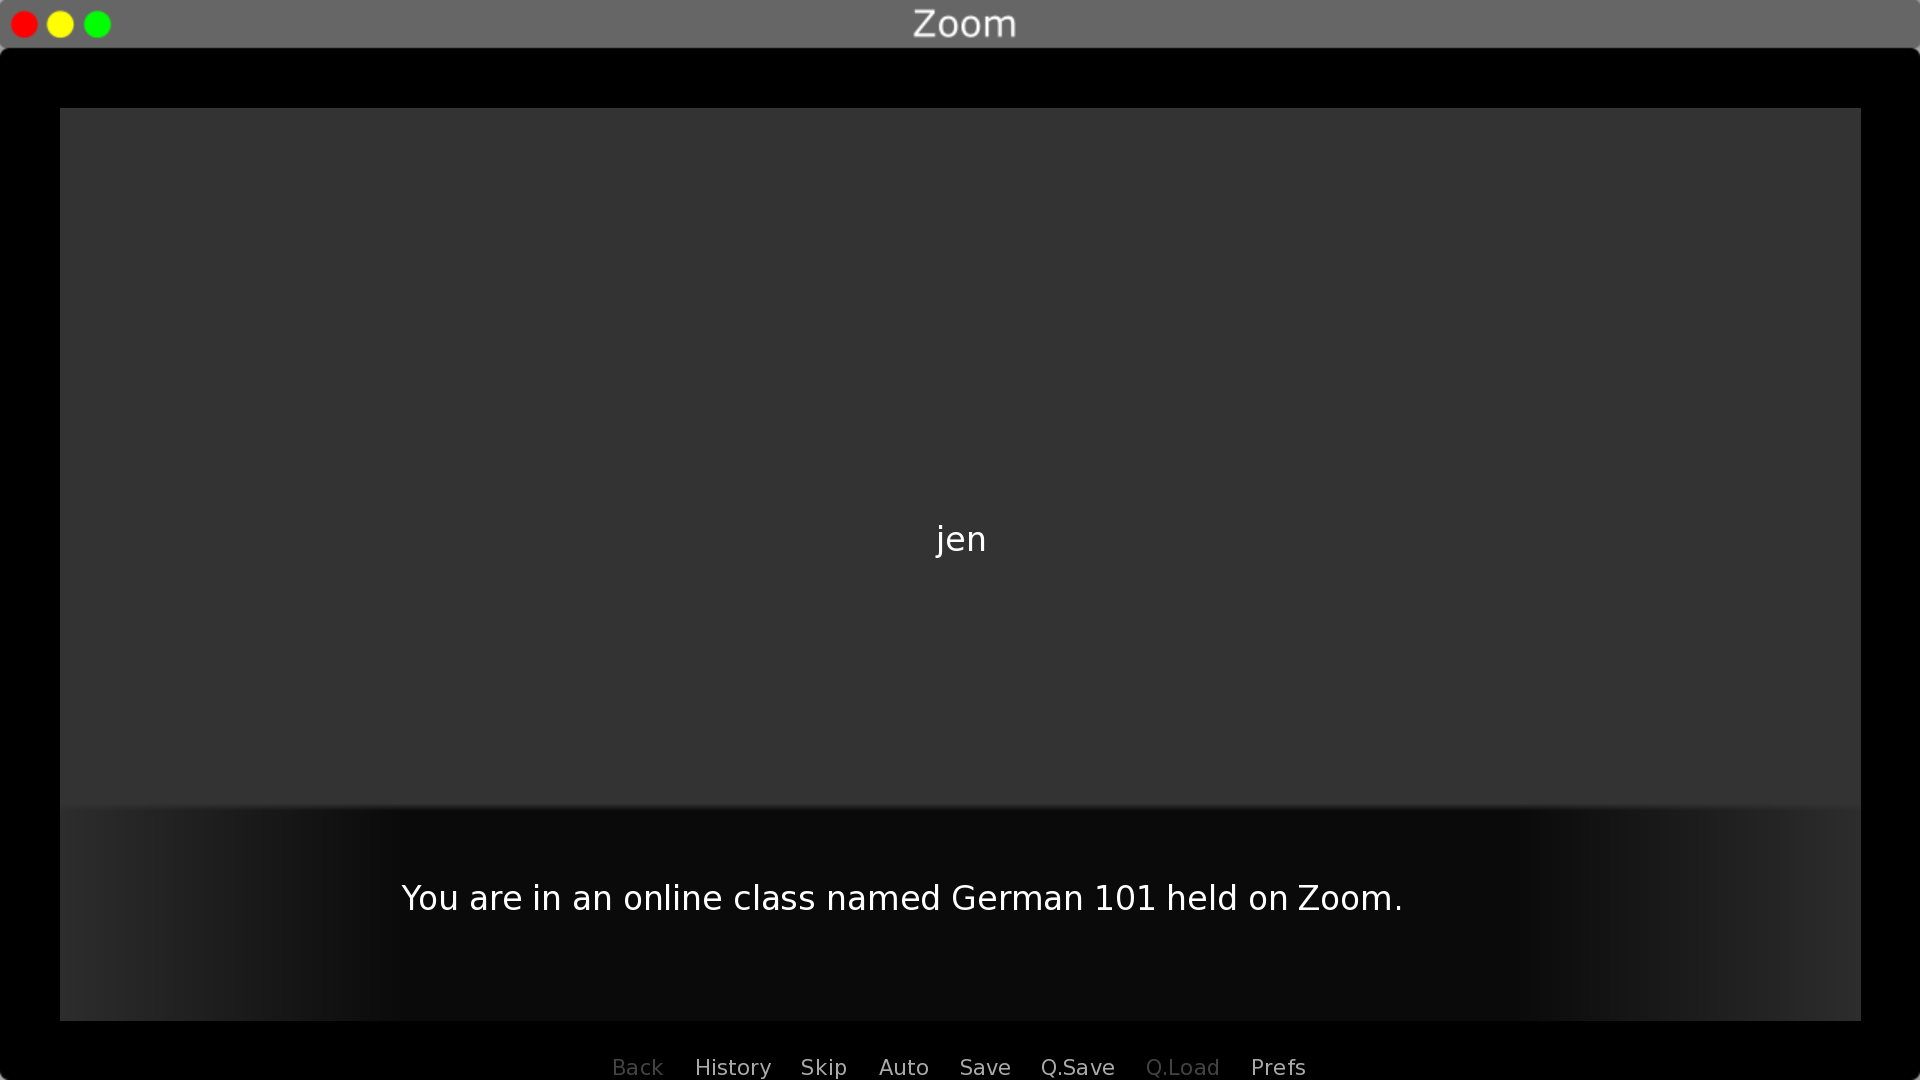 Zoom
jen
You are in an online class named German 101 held on Zoom.
Back History Skip Auto Save Q.Save Q.Load Prefs